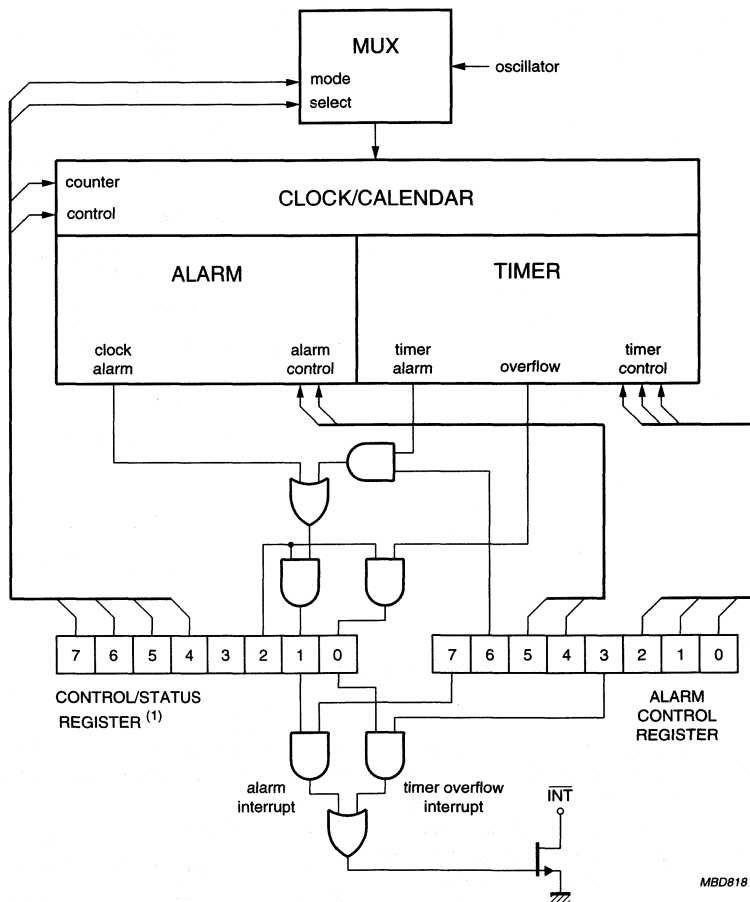 MUX
mode
select
oscillator
counter
control
CLOCK/CALENDAR
ALARM
TIMER
clock
alarm
alarm
control
timer
alarm
overflow
timer
control
7 6 5 4 3 2 1 0
7 6 5 4 3 2 1 0
CONTROL/STATUS
REGISTER (1)
ALARM
CONTROL
REGISTER
alarm
interrupt
timer overflow
interrupt
INT
MBD818